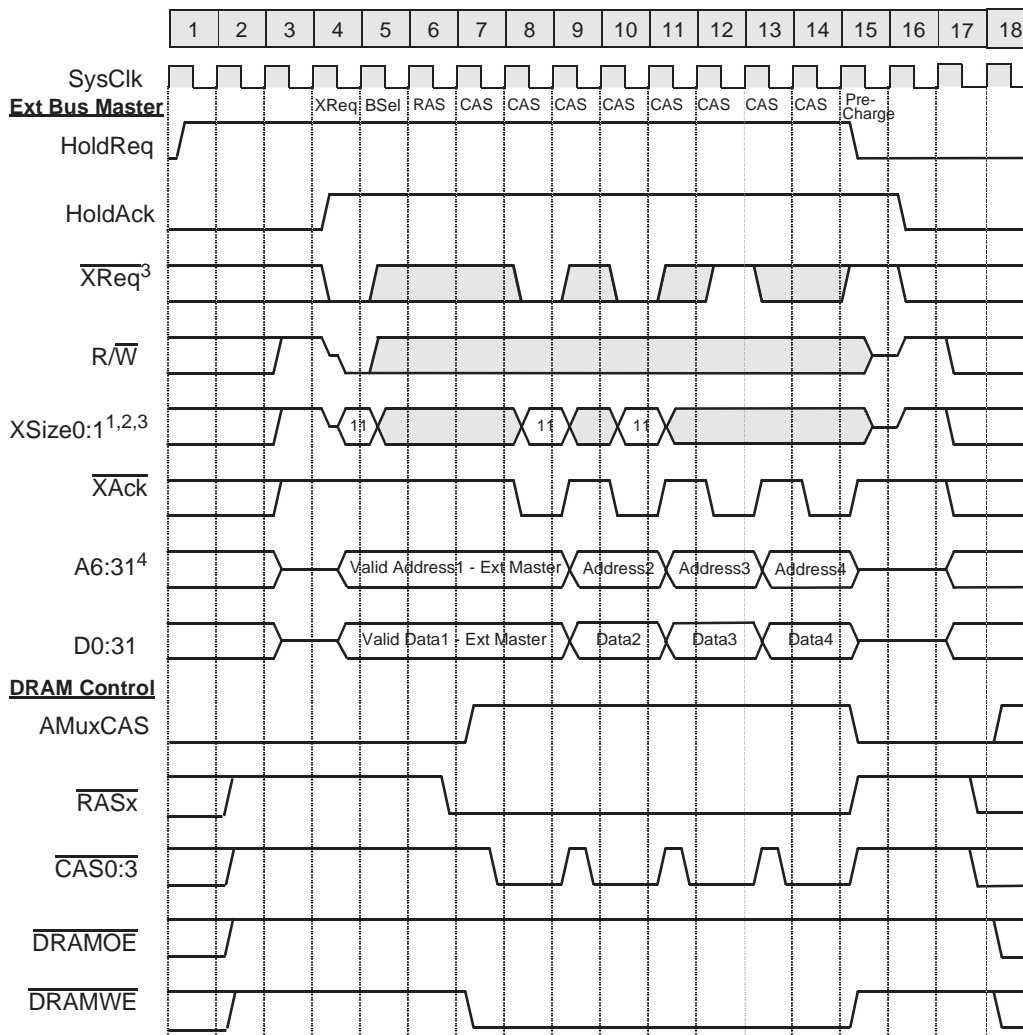 1 2 3 4 5 6 7 8 9 10 11 12 13 14 15 16 17 18
SysClk
Ext Bus Master
XReq BSel RAS CAS CAS CAS CAS CAS CAS CAS CAS Pre-
Charge
HoldReq
HoldAck
XReq3
R/W
XSize0:11,2,3
11 11 11
XAck
A6:314
Valid Address1 - Ext Master Address2 Address3 Address4
D0:31
Valid Data1 - Ext Master Data2 Data3 Data4
DRAM Control
AMuxCAS
RASx
CAS0:3
DRAMOE
DRAMWE